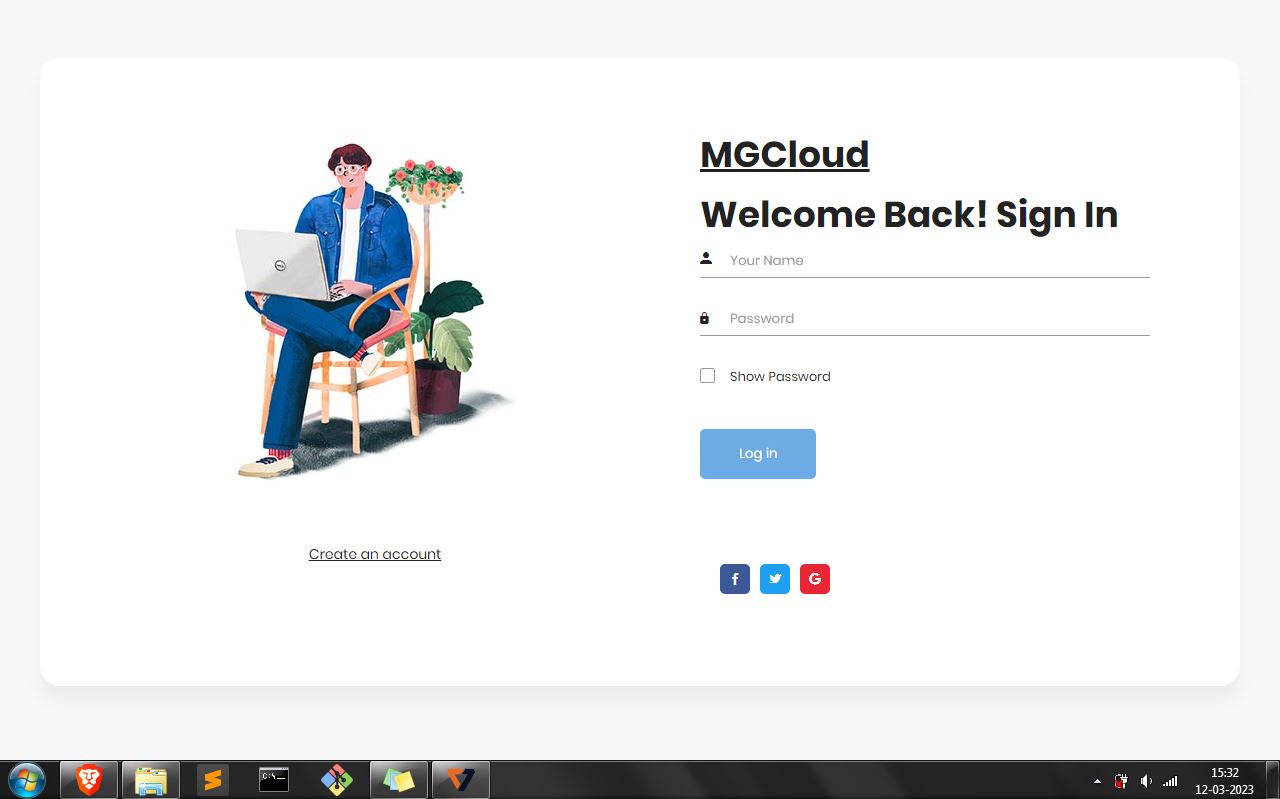 MGCloud
Welcome Back! Sign In
Your Name
Password
Show Password
Log in
Create an account
DELL
C:\
15:32
12-03-2023